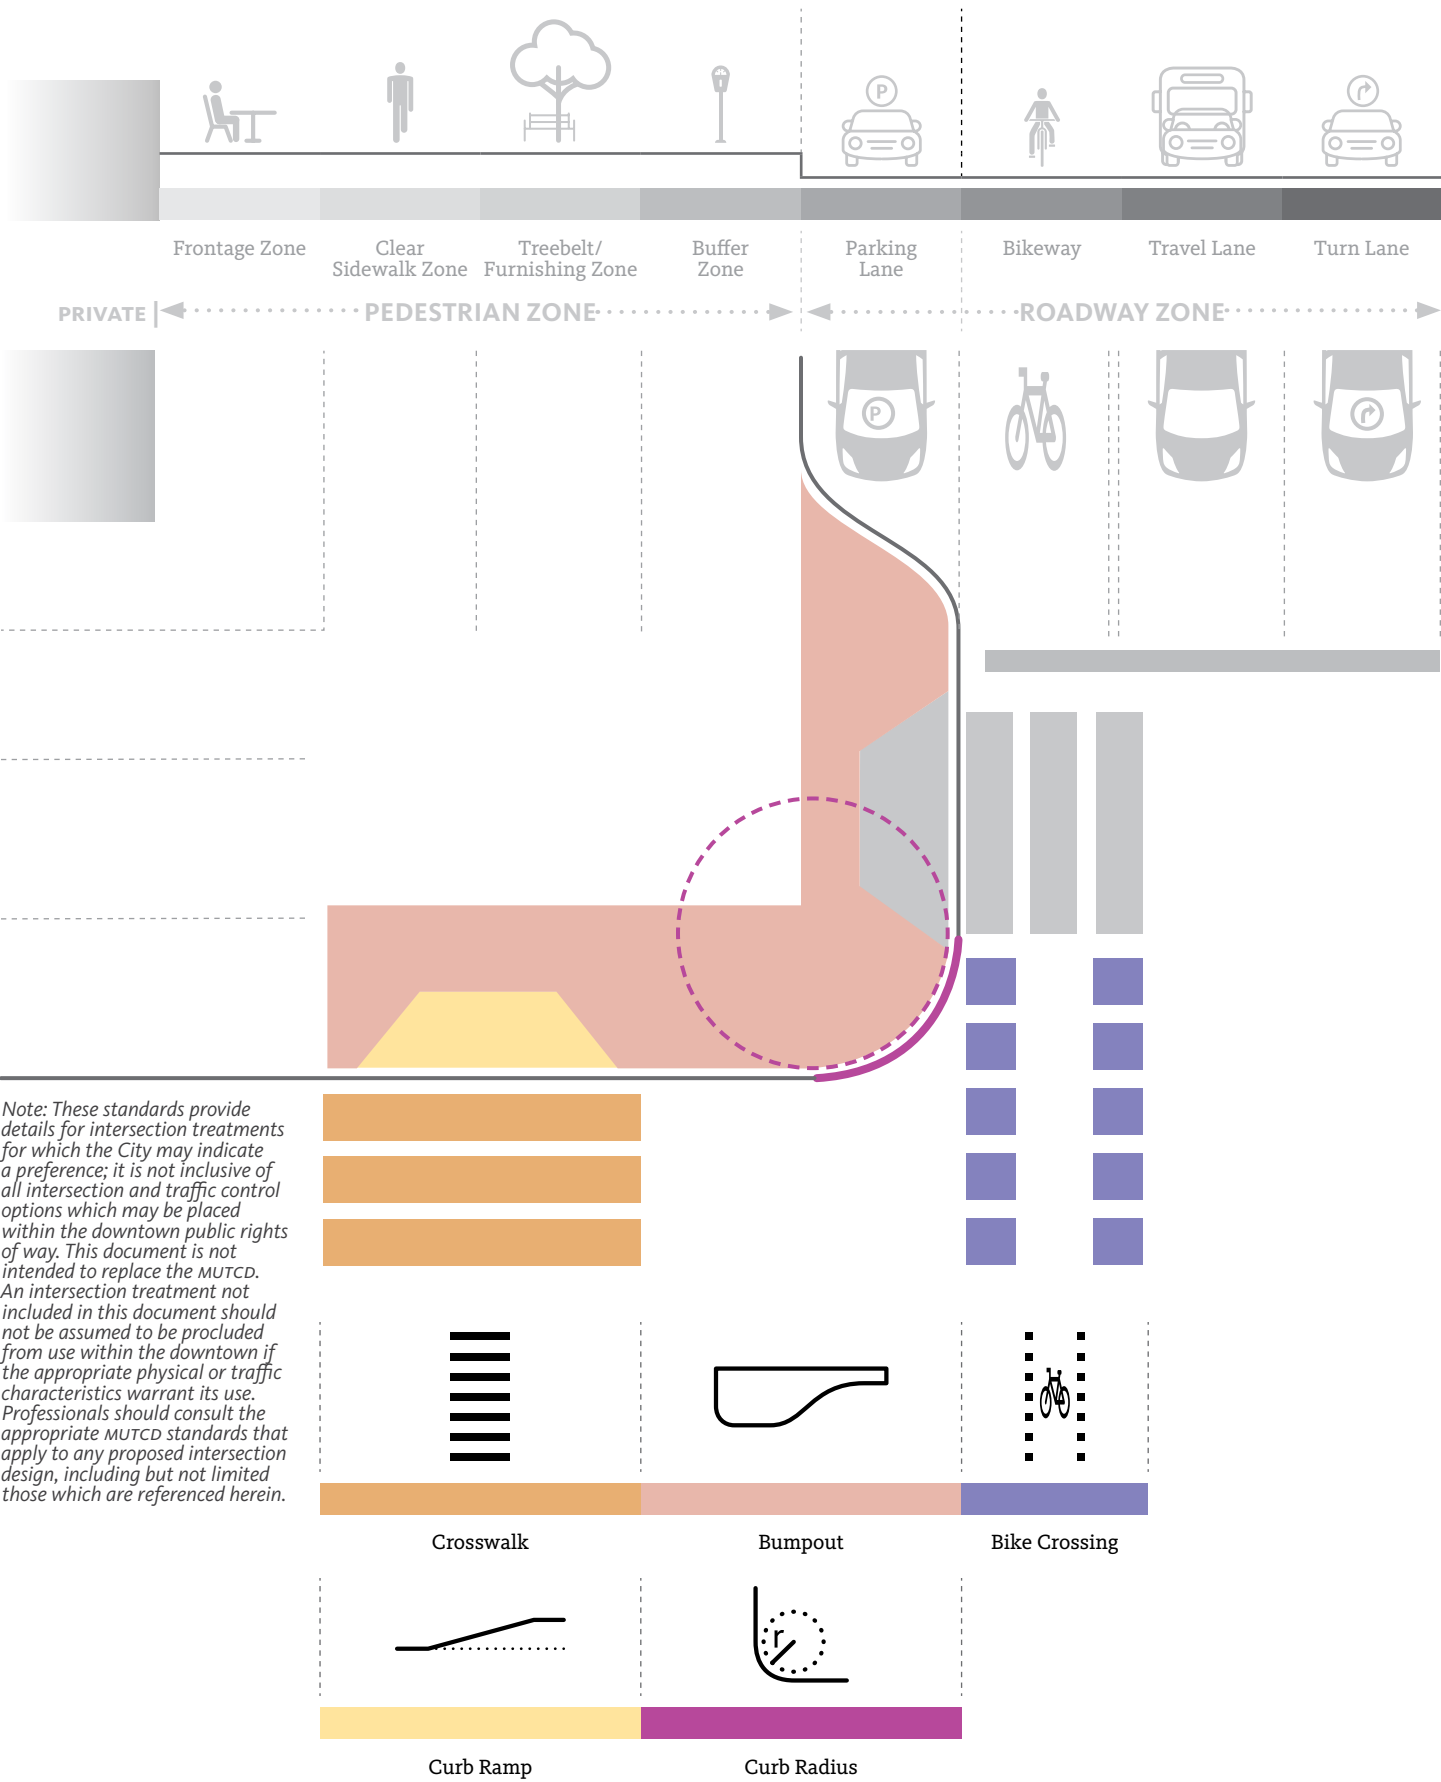 P
Frontage Zone
Clear
Sidewalk Zone
Treebelt/
Furnishing Zone
Buffer
Zone
Parking
Lane
Bikeway
Travel Lane
Turn Lane
PRIVATE
PEDESTRIAN ZONE
ROADWAY ZONE
P
Note: These standards provide
details for intersection treatments
for which the City may indicate
a preference; it is not inclusive of
all intersection and traffic control
options which may be placed
within the downtown public rights
of way. This document is not
intended to replace the MUTCD.
An intersection treatment not
included in this document should
not be assumed to be procluded
from use within the downtown if
the appropriate physical or traffic
characteristics warrant its use.
Professionals should consult the
appropriate MUTCD standards that
apply to any proposed intersection
design, including but not limited
those which are referenced herein.
Crosswalk
Bumpout
Bike Crossing
r
Curb Ramp
Curb Radius